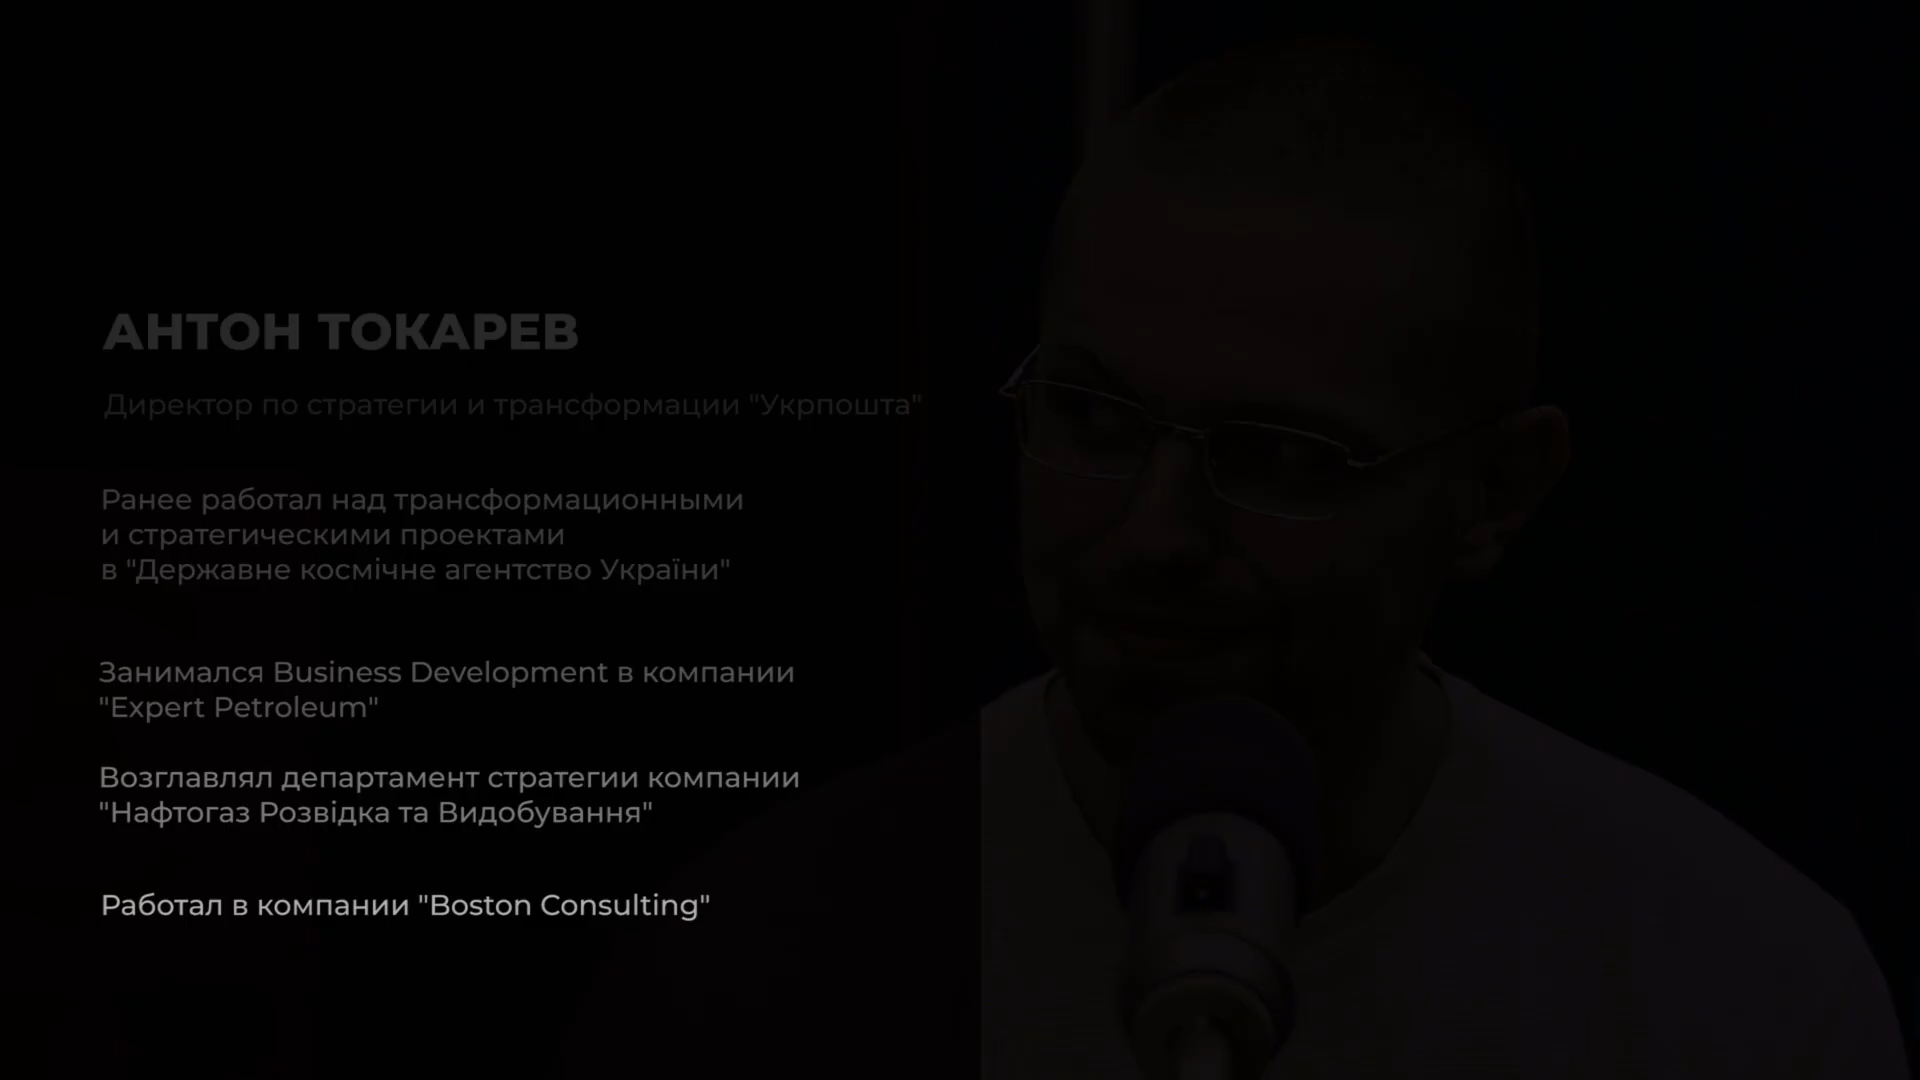 АНТОН ТОКАРЕВ
Директор по стратегии и трансформации "Укрпошта"
Ранее работал над трансформационными
и стратегическими проектами
в "Державне космічне агентство України"
Занимался Business Development в компании
"Expert Petroleum"
Возглавлял департамент стратегии компании
"Нафтогаз Розвідка та Видобування"
Работал в компании "Boston Consulting"